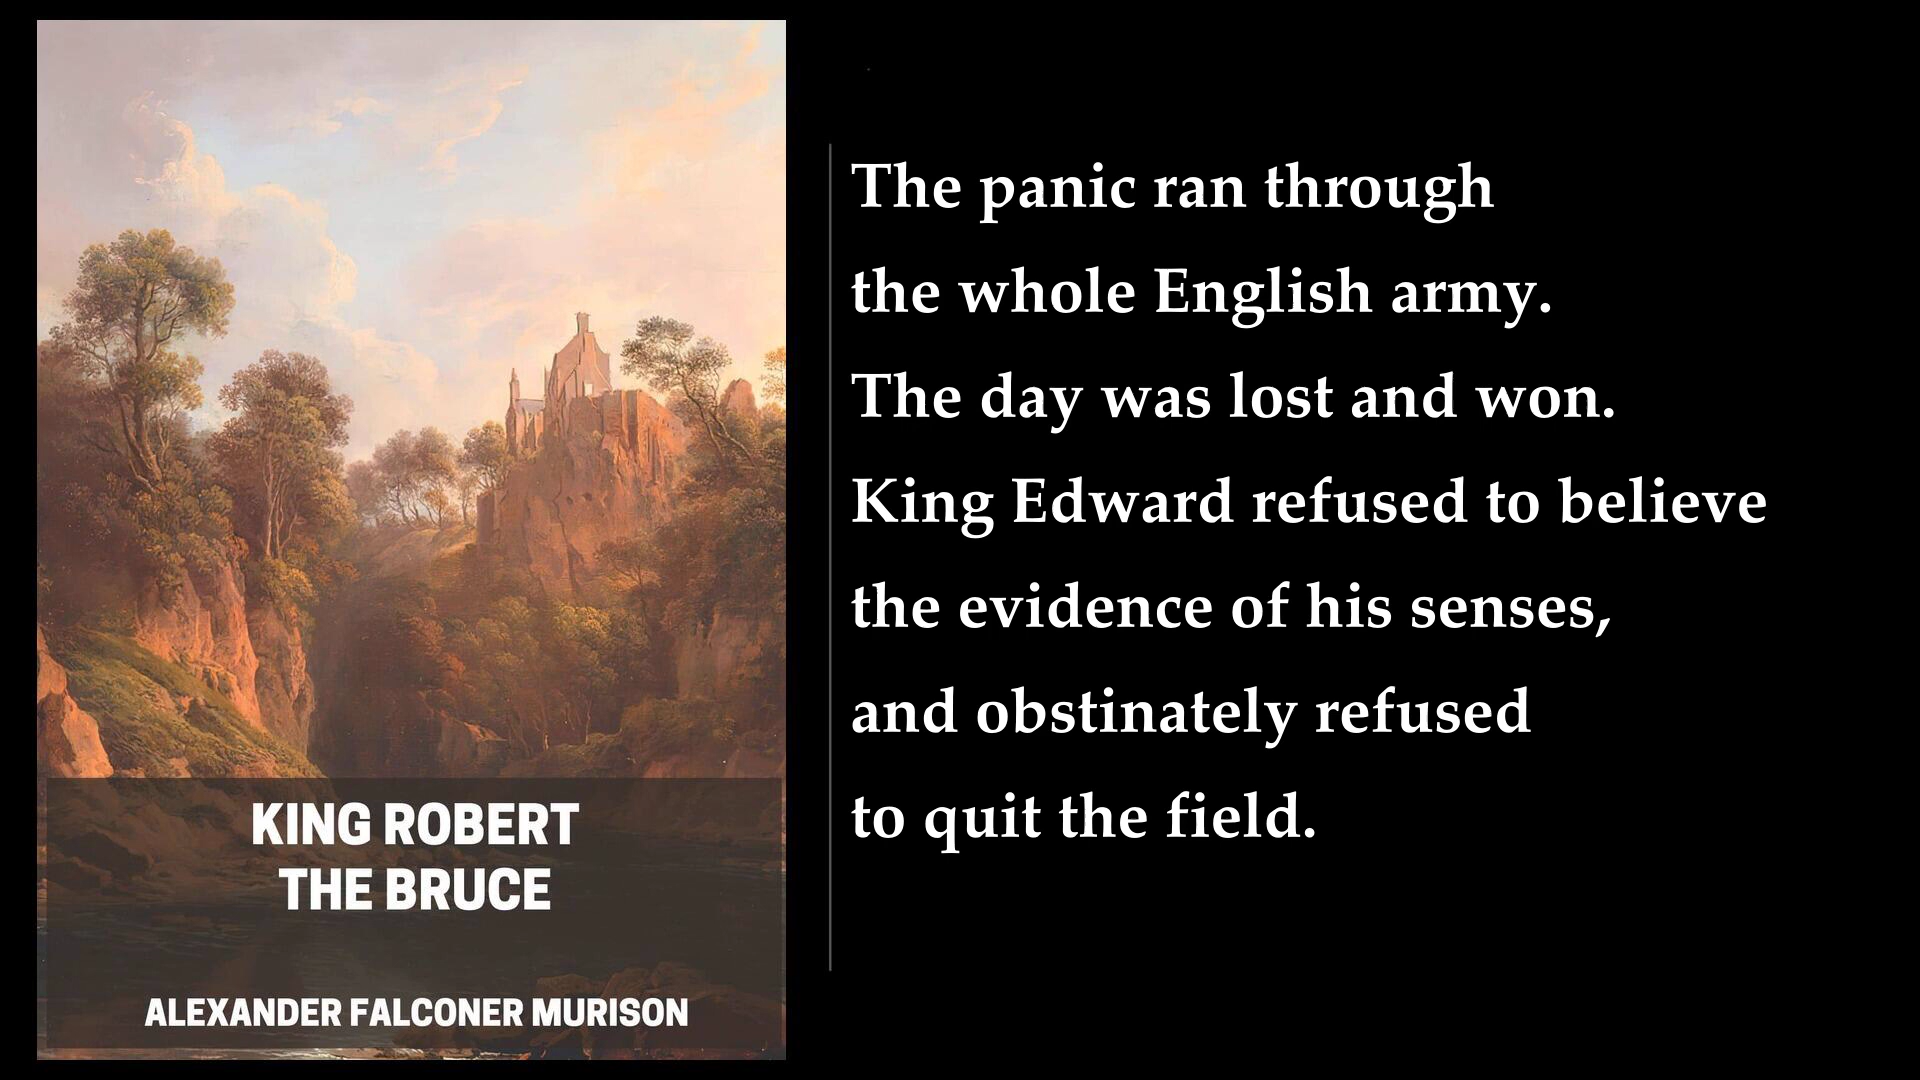 The panic ran through
the whole English army.
The day was lost and won.
King Edward refused to believe
the evidence of his senses,
and obstinately refused
to quit the field.
KING ROBERT
THE BRUCE
ALEXANDER FALCONER MURISON